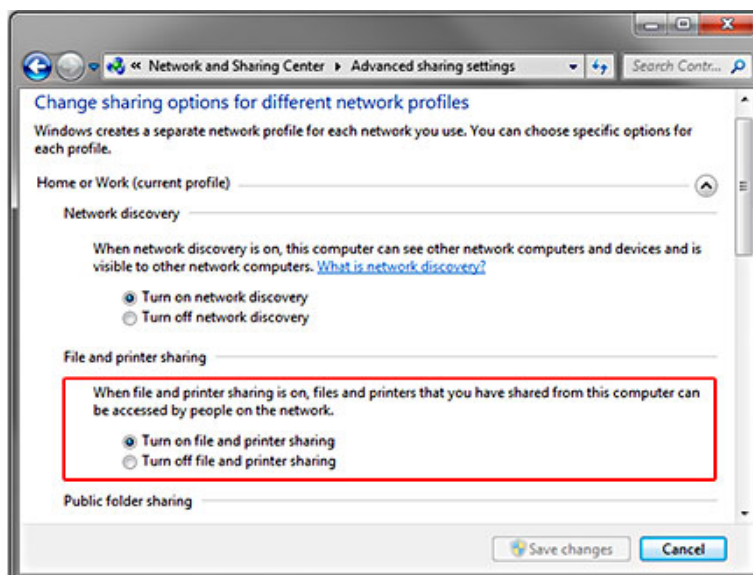 « Network and Sharing Center ▸ Advanced sharing settings
Search Contr...
Change sharing options for different network profiles
Windows creates a separate network profile for each network you use. You can choose specific options for
each profile.
Home or Work (current profile)
Network discovery
When network discovery is on, this computer can see other network computers and devices and is
visible to other network computers. What is network discovery?
Turn on network discovery
Turn off network discovery
File and printer sharing
When file and printer sharing is on, files and printers that you have shared from this computer can
be accessed by people on the network.
Turn on file and printer sharing
Turn off file and printer sharing
Public folder sharing
Save changes
Cancel